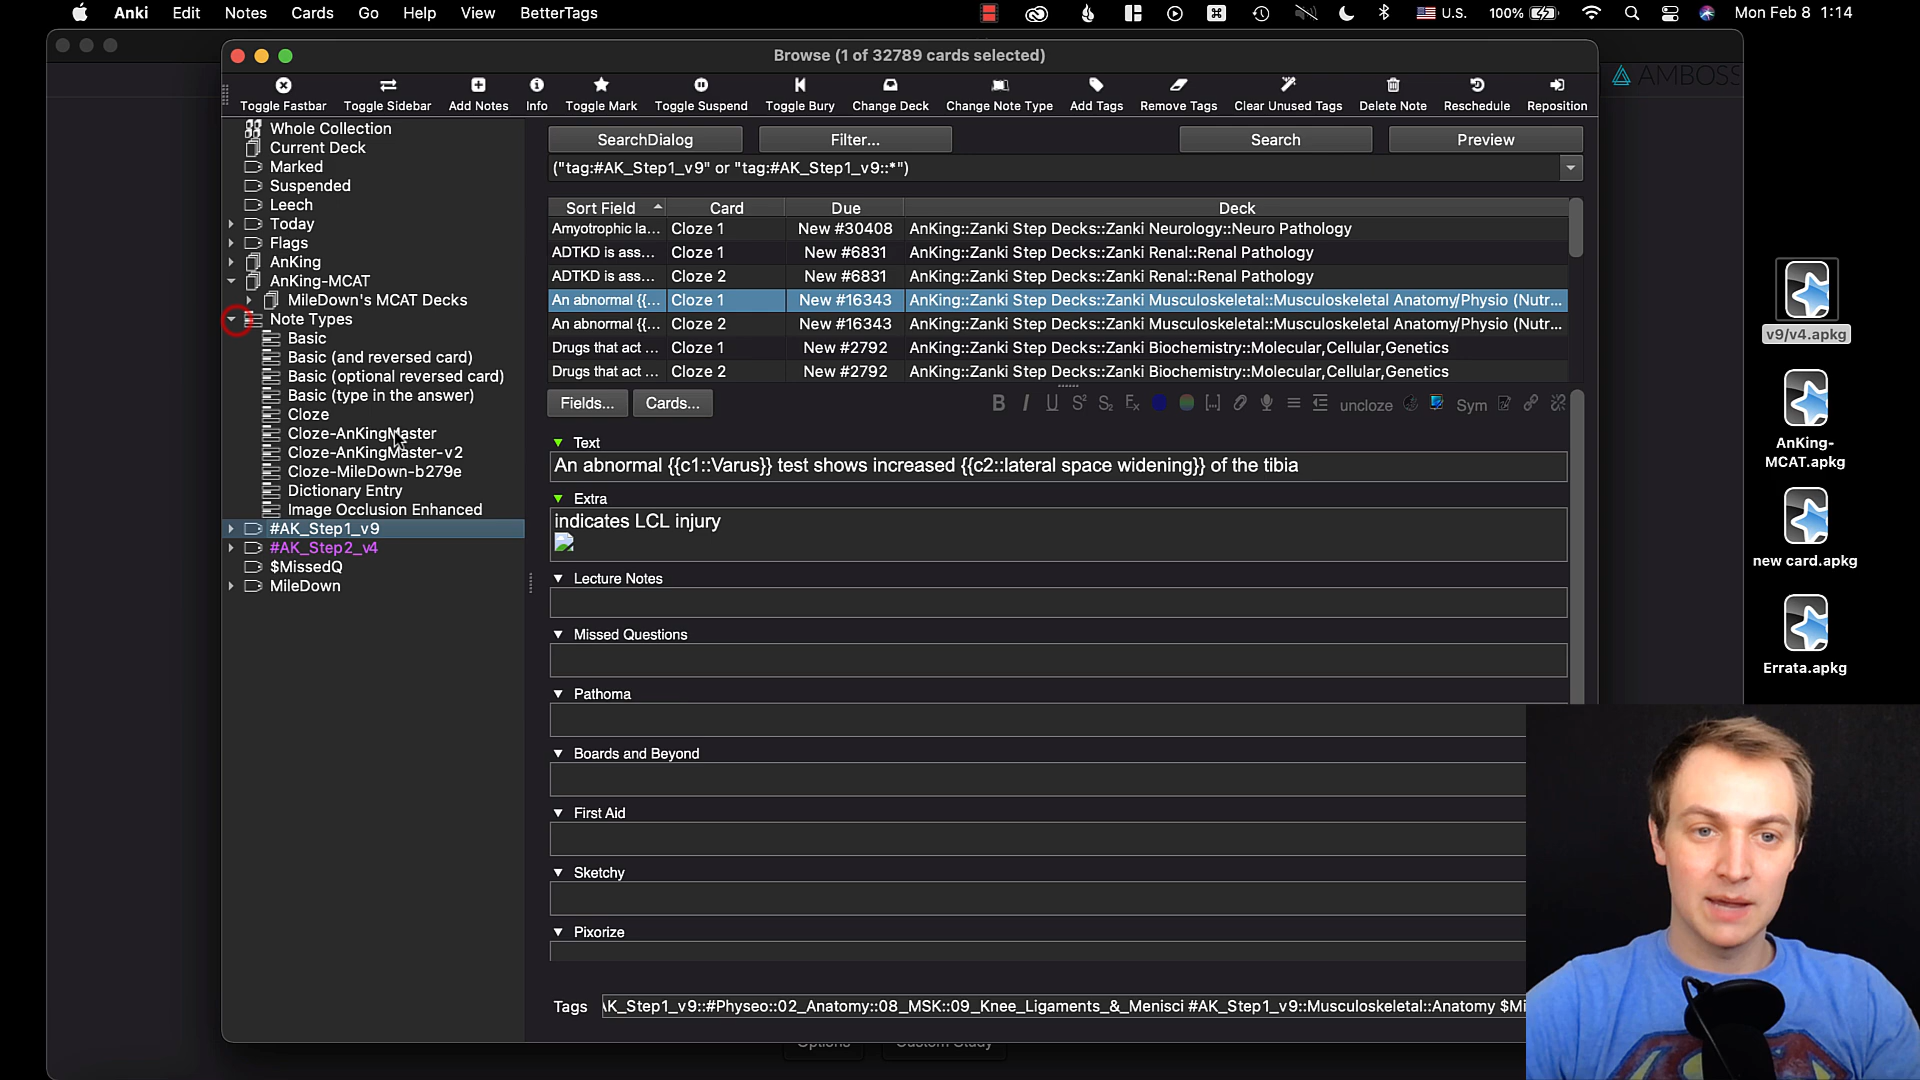 Anki Edit Notes Cards Go Help View BetterTags U.S. 100% Mon Feb 8 1:14
Browse (1 of 32789 cards selected)
AMBOSS
Toggle Fastbar Toggle Sidebar Add Notes Info Toggle Mark Toggle Suspend Toggle Bury Change Deck Change Note Type Add Tags Remove Tags Clear Unused Tags Delete Note Reschedule Reposition
Whole Collection
Current Deck
Marked
Suspended
Leech
Today
Flags
AnKing
AnKing-MCAT
MileDown's MCAT Decks
Note Types
Basic
Basic (and reversed card)
Basic (optional reversed card)
Basic (type in the answer)
Cloze
Cloze-AnKingMaster
Cloze-AnKingMaster-v2
Cloze-MileDown-b279e
Dictionary Entry
Image Occlusion Enhanced
#AK_Step1_v9
#AK_Step2_v4
$MissedQ
MileDown
SearchDialog Filter... Search Preview
("tag:#AK_Step1_v9" or "tag:#AK_Step1_v9::*")
Sort Field Card Due Deck
Amyotrophic la... Cloze 1 New #30408 AnKing::Zanki Step Decks::Zanki Neurology::Neuro Pathology
ADTKD is ass... Cloze 1 New #6831 AnKing::Zanki Step Decks::Zanki Renal::Renal Pathology
ADTKD is ass... Cloze 2 New #6831 AnKing::Zanki Step Decks::Zanki Renal::Renal Pathology
An abnormal {{... Cloze 1 New #16343 AnKing::Zanki Step Decks::Zanki Musculoskeletal::Musculoskeletal Anatomy/Physio (Nutr...
An abnormal {{... Cloze 2 New #16343 AnKing::Zanki Step Decks::Zanki Musculoskeletal::Musculoskeletal Anatomy/Physio (Nutr...
Drugs that act ... Cloze 1 New #2792 AnKing::Zanki Step Decks::Zanki Biochemistry::Molecular,Cellular,Genetics
Drugs that act ... Cloze 2 New #2792 AnKing::Zanki Step Decks::Zanki Biochemistry::Molecular,Cellular,Genetics
Fields... Cards... B I U S² S₂ Ex [...] uncloze Sym
Text
An abnormal {{c1::Varus}} test shows increased {{c2::lateral space widening}} of the tibia
Extra
indicates LCL injury
Lecture Notes
Missed Questions
Pathoma
Boards and Beyond
First Aid
Sketchy
Pixorize
Tags \K_Step1_v9::#Physeo::02_Anatomy::08_MSK::09_Knee_Ligaments_&_Menisci #AK_Step1_v9::Musculoskeletal::Anatomy $Mi
Options Custom Study
v9/v4.apkg
AnKing-
MCAT.apkg
new card.apkg
Errata.apkg